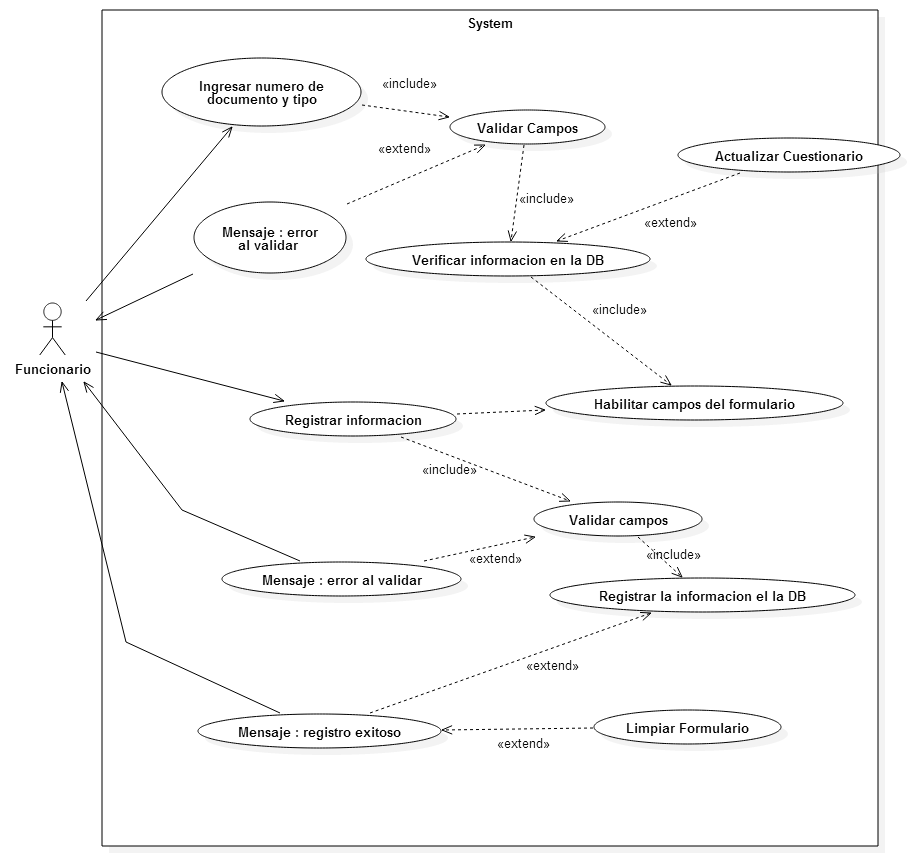 System
Ingresar numero de
documento y tipo
«include»
Validar Campos
«extend»
Actualizar Cuestionario
«include»
«extend»
Mensaje : error
al validar
Verificar informacion en la DB
«include»
Funcionario
Habilitar campos del formulario
Registrar informacion
«include»
Validar campos
«extend»
«include»
Mensaje : error al validar
Registrar la informacion el la DB
«extend»
Mensaje : registro exitoso
Limpiar Formulario
«extend»